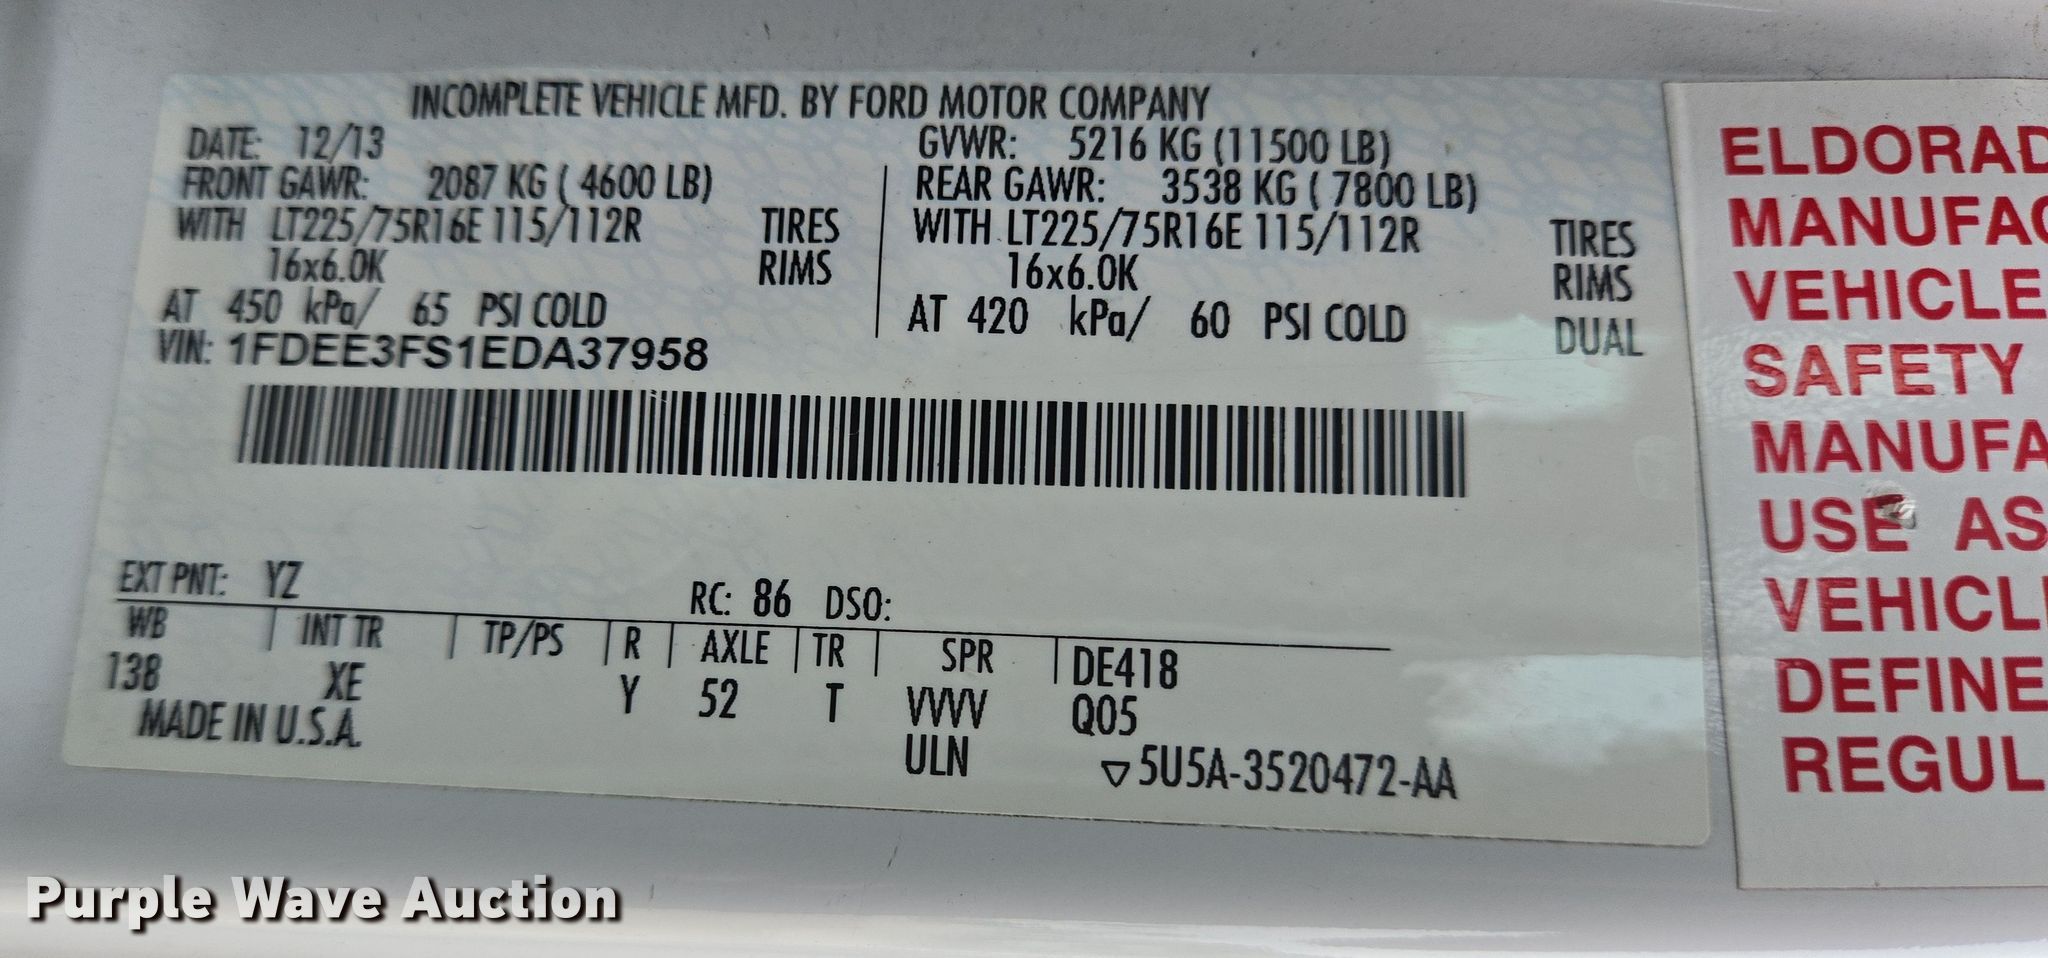 INCOMPLETE VEHICLE MFD. BY FORD MOTOR COMPANY
DATE: 12/13 GVWR: 5216 KG (11500 LB)
FRONT GAWR: 2087 KG ( 4600 LB) REAR GAWR: 3538 KG ( 7800 LB)
WITH LT225/75R16E 115/112R TIRES WITH LT225/75R16E 115/112R TIRES
16x6.0K RIMS 16x6.0K RIMS
AT 450 kPa/ 65 PSI COLD AT 420 kPa/ 60 PSI COLD DUAL
VIN: 1FDEE3FS1EDA37958
EXT PNT: YZ RC: 86 DSO:
WB INT TR TP/PS R AXLE TR SPR DE418
138 XE Y 52 T VVVV Q05
MADE IN U.S.A. ULN ▽5U5A-3520472-AA
ELDORAD
MANUFAC
VEHICLE
SAFETY
MANUFA
USE AS
VEHICL
DEFINE
REGUL
Purple Wave Auction